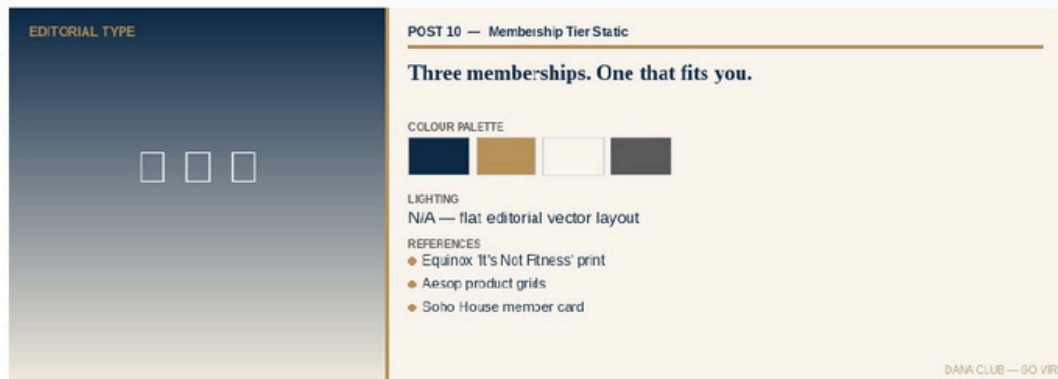 EDITORIAL TYPE
POST 10 — Membership Tier Static
Three memberships. One that fits you.
COLOUR PALETTE
LIGHTING
N/A — flat editorial vector layout
REFERENCES
Equinox 'It's Not Fitness' print
Aesop product grids
Soho House member card
DANA CLUB — GO VIR